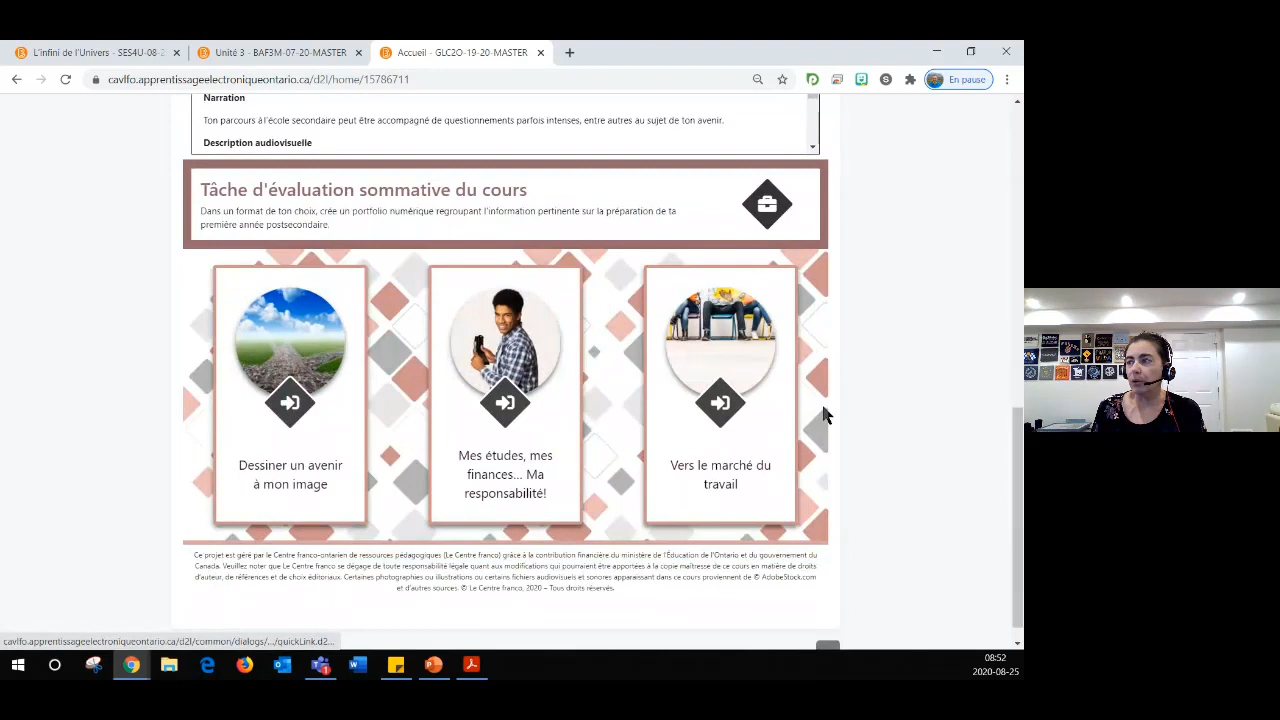 L'infini de l'Univers - SES4U-08-2
Unité 3 - BAF3M-07-20-MASTER
Accueil - GLC2O-19-20-MASTER
cavlfo.apprentissageelectroniqueontario.ca/d2l/home/15786711
En pause
Narration
Ton parcours à l'école secondaire peut être accompagné de questionnements parfois intenses, entre autres au sujet de ton avenir.
Description audiovisuelle
Tâche d'évaluation sommative du cours
Dans un format de ton choix, crée un portfolio numérique regroupant l'information pertinente sur la préparation de ta
première année postsecondaire.
Dessiner un avenir
à mon image
Mes études, mes
finances... Ma
responsabilité!
Vers le marché du
travail
Ce projet est géré par le Centre franco-ontarien de ressources pédagogiques (Le Centre franco) grâce à la contribution financière du ministère de l'Éducation de l'Ontario et du gouvernement du
Canada. Veuillez noter que Le Centre franco se dégage de toute responsabilité légale quant aux modifications qui pourraient être apportées à la copie maîtresse de ce cours en matière de droits
d'auteur, de références et de choix éditoriaux. Certaines photographies ou illustrations ou certains fichiers audiovisuels et sonores apparaissant dans ce cours proviennent de © AdobeStock.com
et d'autres sources. © Le Centre franco, 2020 – Tous droits réservés.
cavlfo.apprentissageelectroniqueontario.ca/d2l/common/dialogs/.../quickLink.d2...
08:52
2020-08-25